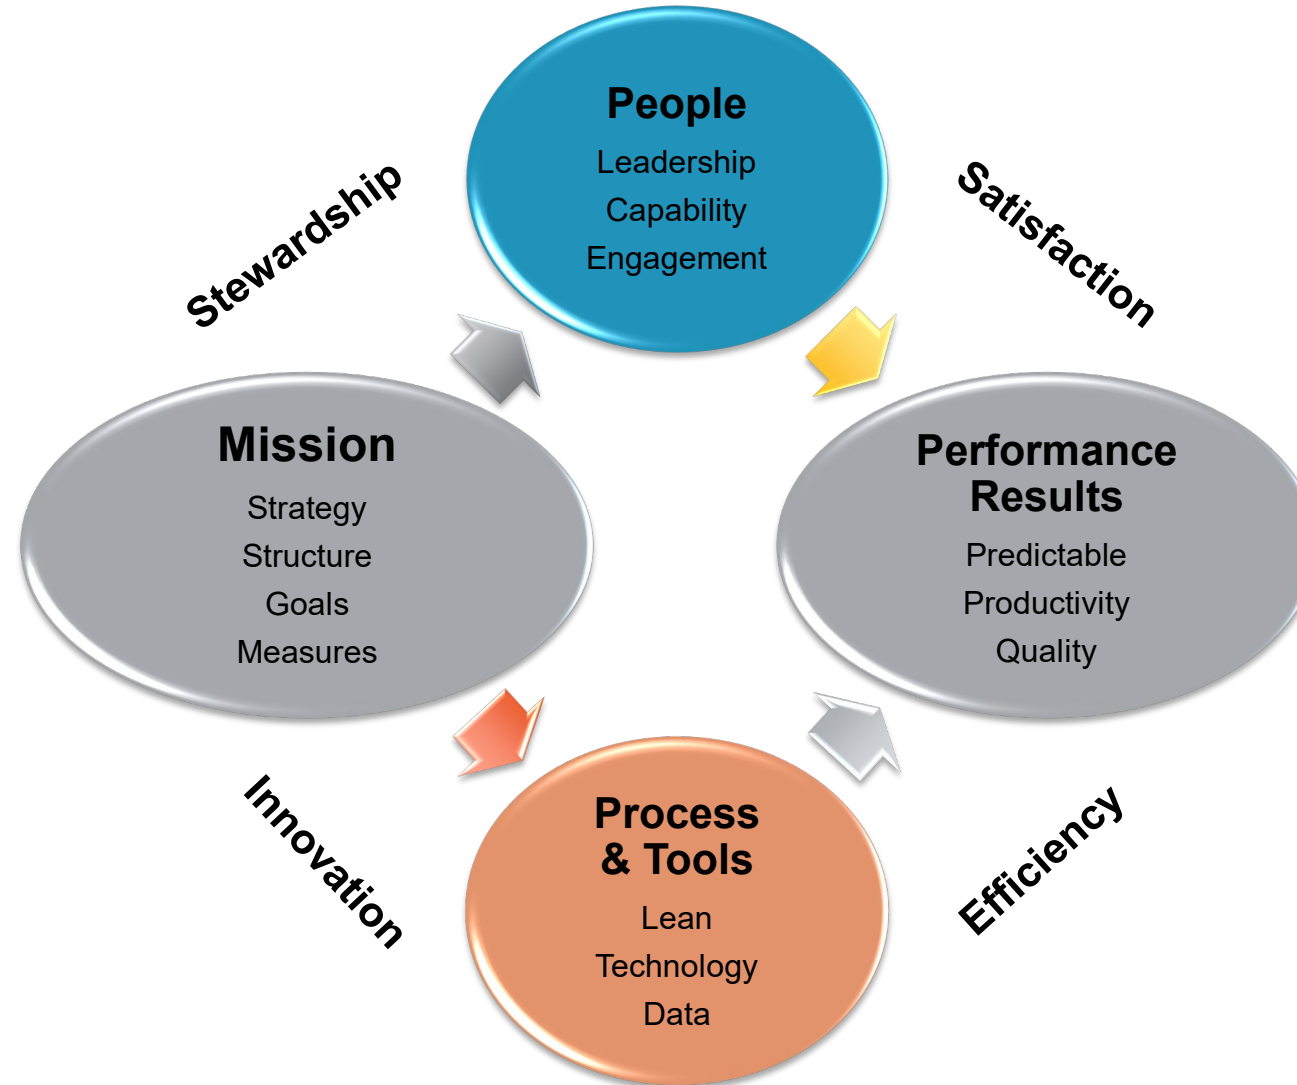 People
Leadership
Capability
Engagement
Stewardship
Satisfaction
Mission
Strategy
Structure
Goals
Measures
Performance
Results
Predictable
Productivity
Quality
Innovation
Efficiency
Process
& Tools
Lean
Technology
Data